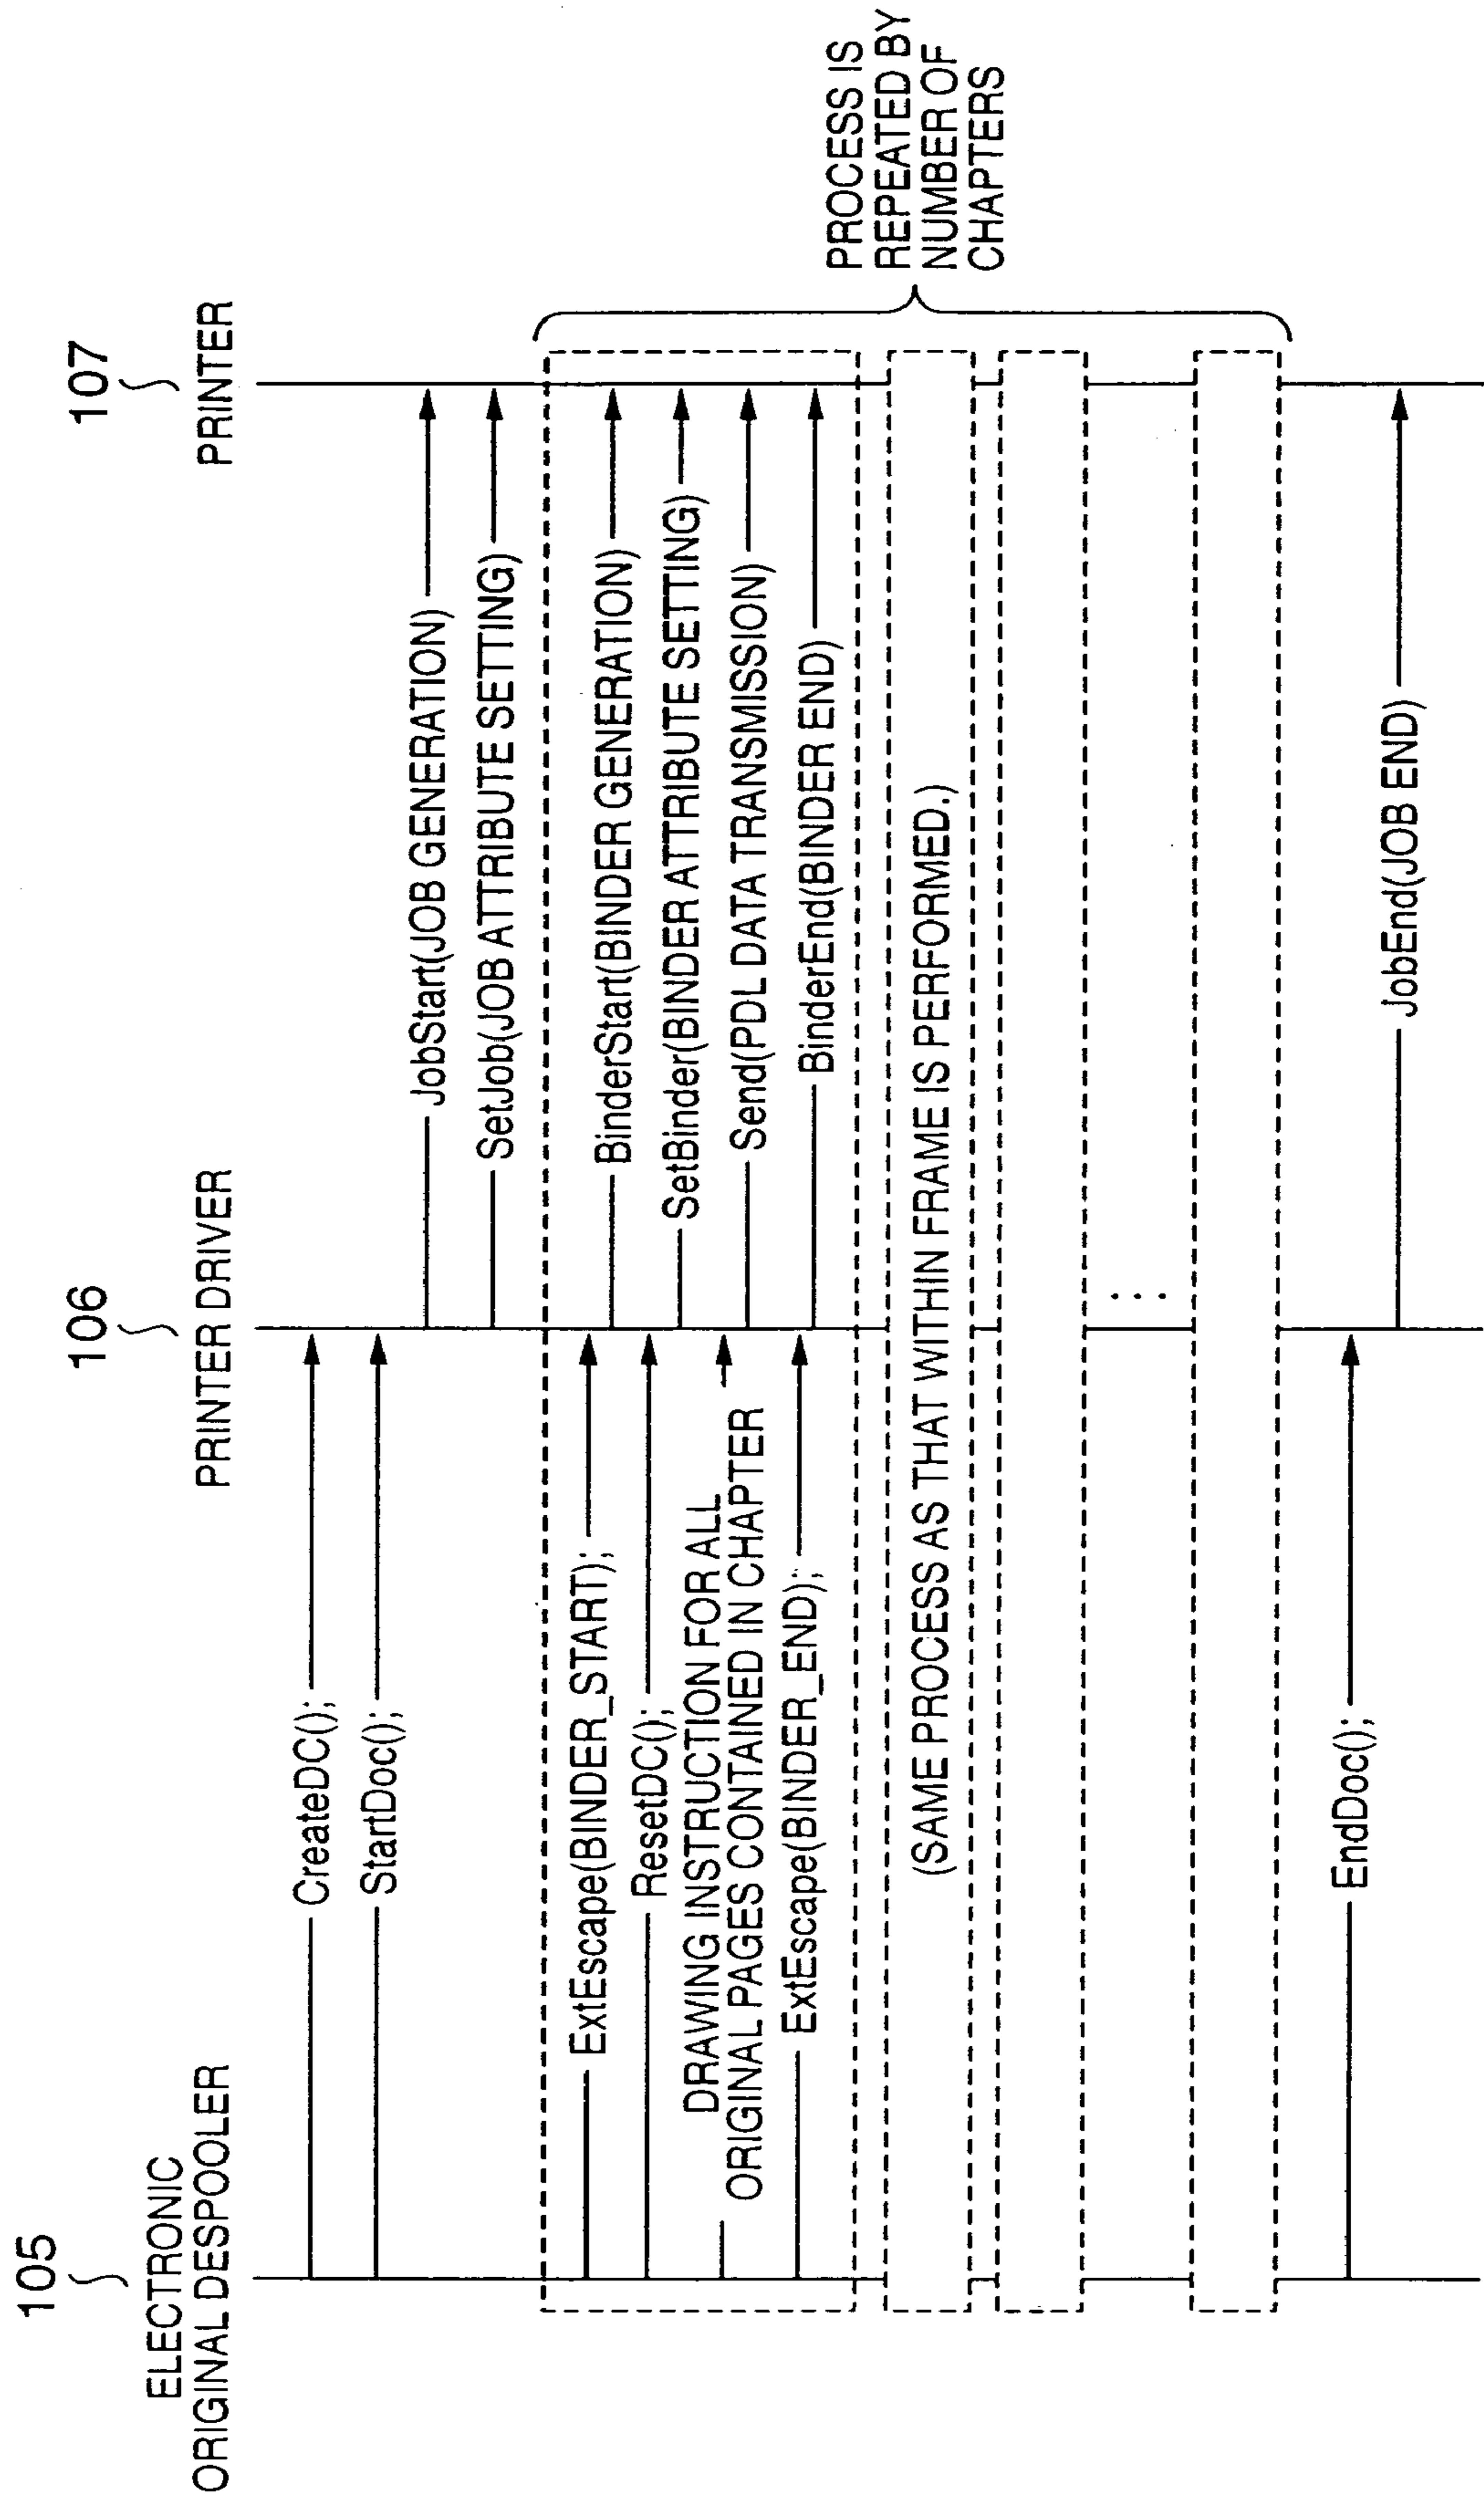 105
ELECTRONIC
ORIGINAL DESPOOLER
106
PRINTER DRIVER
107
PRINTER
CreateDC();
StartDoc();
JobStart(JOB GENERATION)
SetJob(JOB ATTRIBUTE SETTING)
ExtEscape(BINDER_START);
BinderStart(BINDER GENERATION)
ResetDC();
SetBinder(BINDER ATTRIBUTE SETTING)
DRAWING INSTRUCTION FOR ALL
ORIGINAL PAGES CONTAINED IN CHAPTER
Send(PDL DATA TRANSMISSION)
ExtEscape(BINDER_END);
BinderEnd(BINDER END)
(SAME PROCESS AS THAT WITHIN FRAME IS PERFORMED.)
. . .
PROCESS IS
REPEATED BY
NUMBER OF
CHAPTERS
EndDoc();
JobEnd(JOB END)